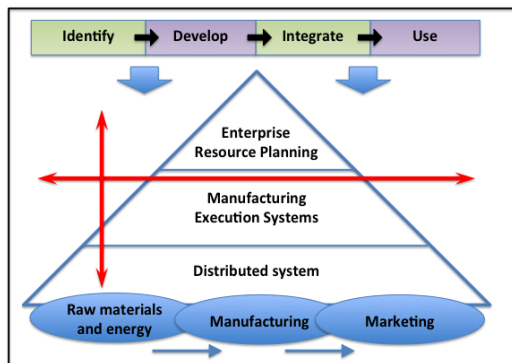 Identify
Develop
Integrate
Use
Enterprise
Resource Planning
Manufacturing
Execution Systems
Distributed system
Raw materials
and energy
Manufacturing
Marketing